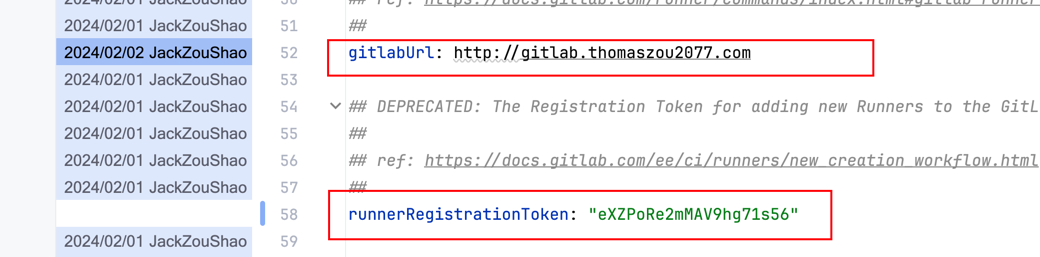 50 ## ref: https://docs.gitlab.com/runner/commands/index.html#gitlab-runner
2024/02/01 JackZouShao 51 ##
2024/02/02 JackZouShao 52 gitlabUrl: http://gitlab.thomaszou2077.com
2024/02/01 JackZouShao 53
2024/02/01 JackZouShao 54 ## DEPRECATED: The Registration Token for adding new Runners to the GitL
2024/02/01 JackZouShao 55 ##
2024/02/01 JackZouShao 56 ## ref: https://docs.gitlab.com/ee/ci/runners/new_creation_workflow.html
2024/02/01 JackZouShao 57 ##
58 runnerRegistrationToken: "eXZPoRe2mMAV9hg71s56"
2024/02/01 JackZouShao 59